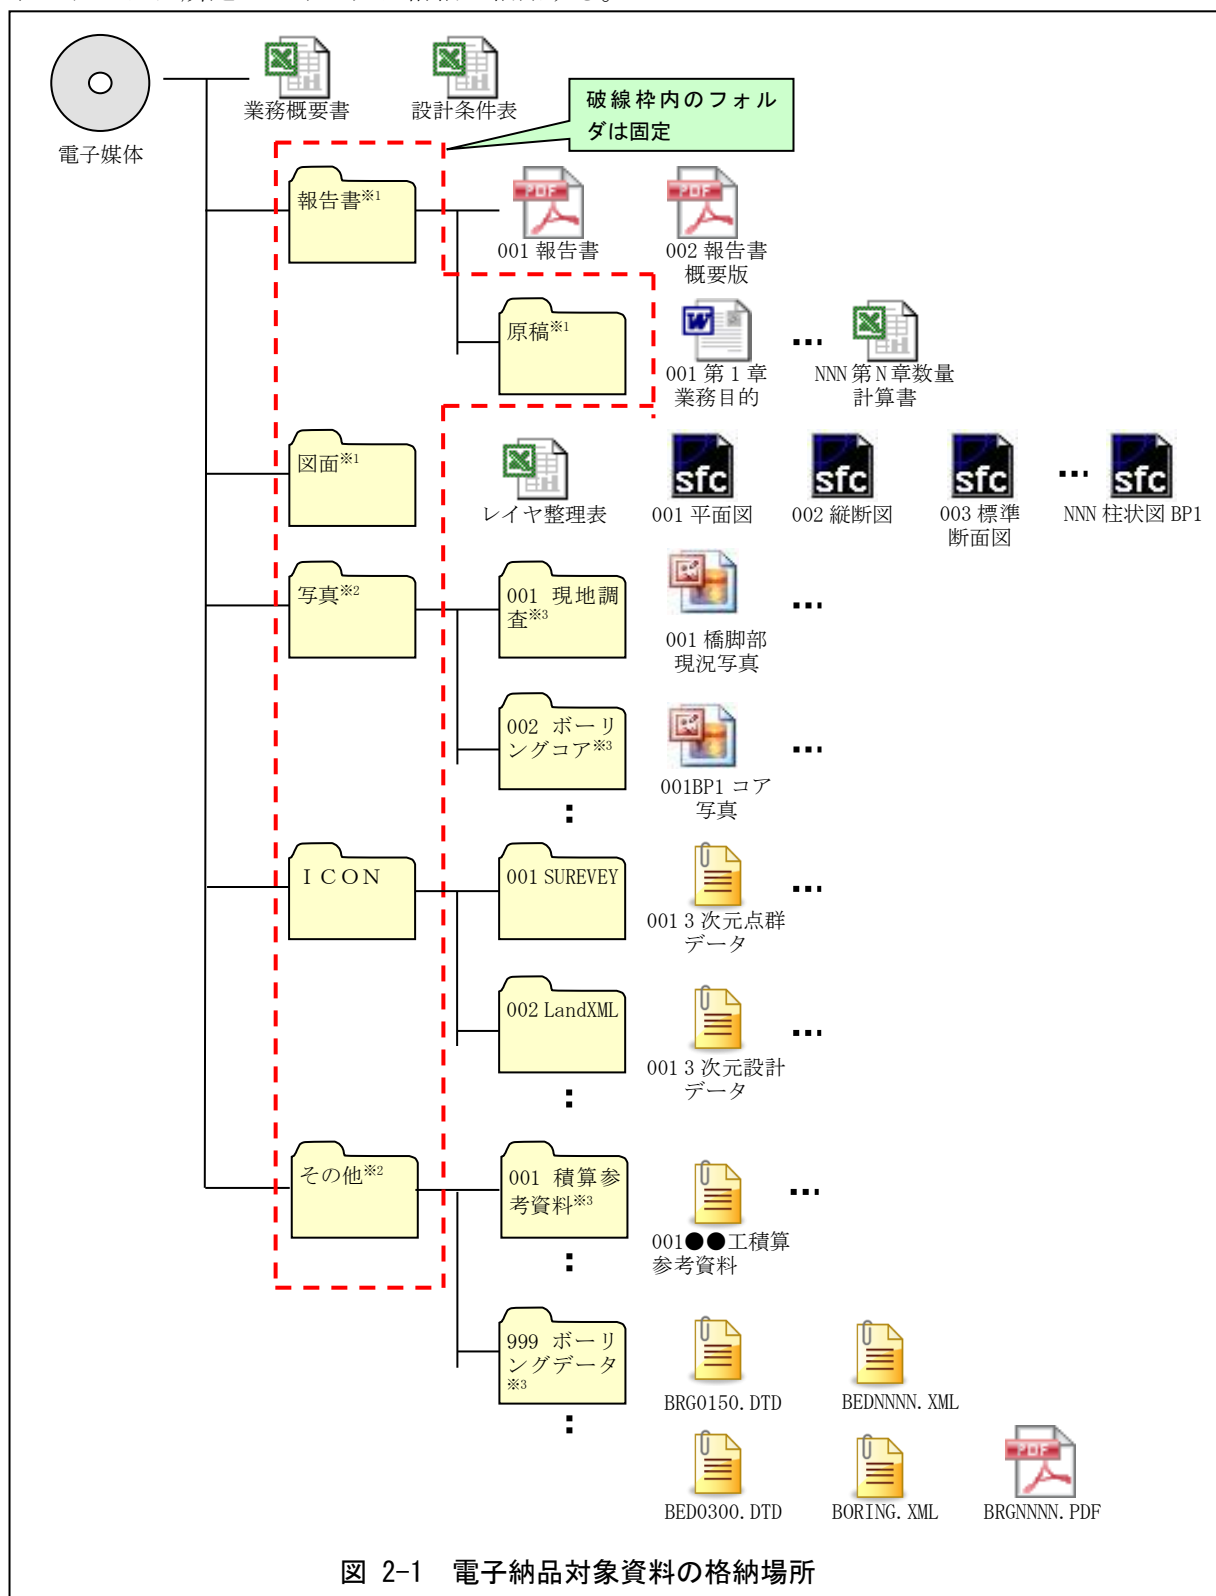 業務概要書
設計条件表
電子媒体
破線枠内のフォル
ダは固定
報告書※1
001 報告書
002 報告書
概要版
原稿※1
001 第 1 章
業務目的
…
NNN 第 N 章数量
計算書
図面※1
レイヤ整理表
001 平面図
002 縦断図
003 標準
断面図
…
NNN 柱状図 BP1
写真※2
001 現地調
査※3
001 橋脚部
現況写真
…
002 ボーリ
ングコア※3
001BP1 コア
写真
…
:
ICON
001 SUREVEY
001 3 次元点群
データ
…
002 LandXML
001 3 次元設計
データ
…
:
その他※2
001 積算参
考資料※3
001●●工積算
参考資料
…
:
999 ボーリ
ングデータ
※3
BRG0150.DTD
BEDNNNN.XML
:
BED0300.DTD
BORING.XML
BRGNNNN.PDF
図 2-1 電子納品対象資料の格納場所